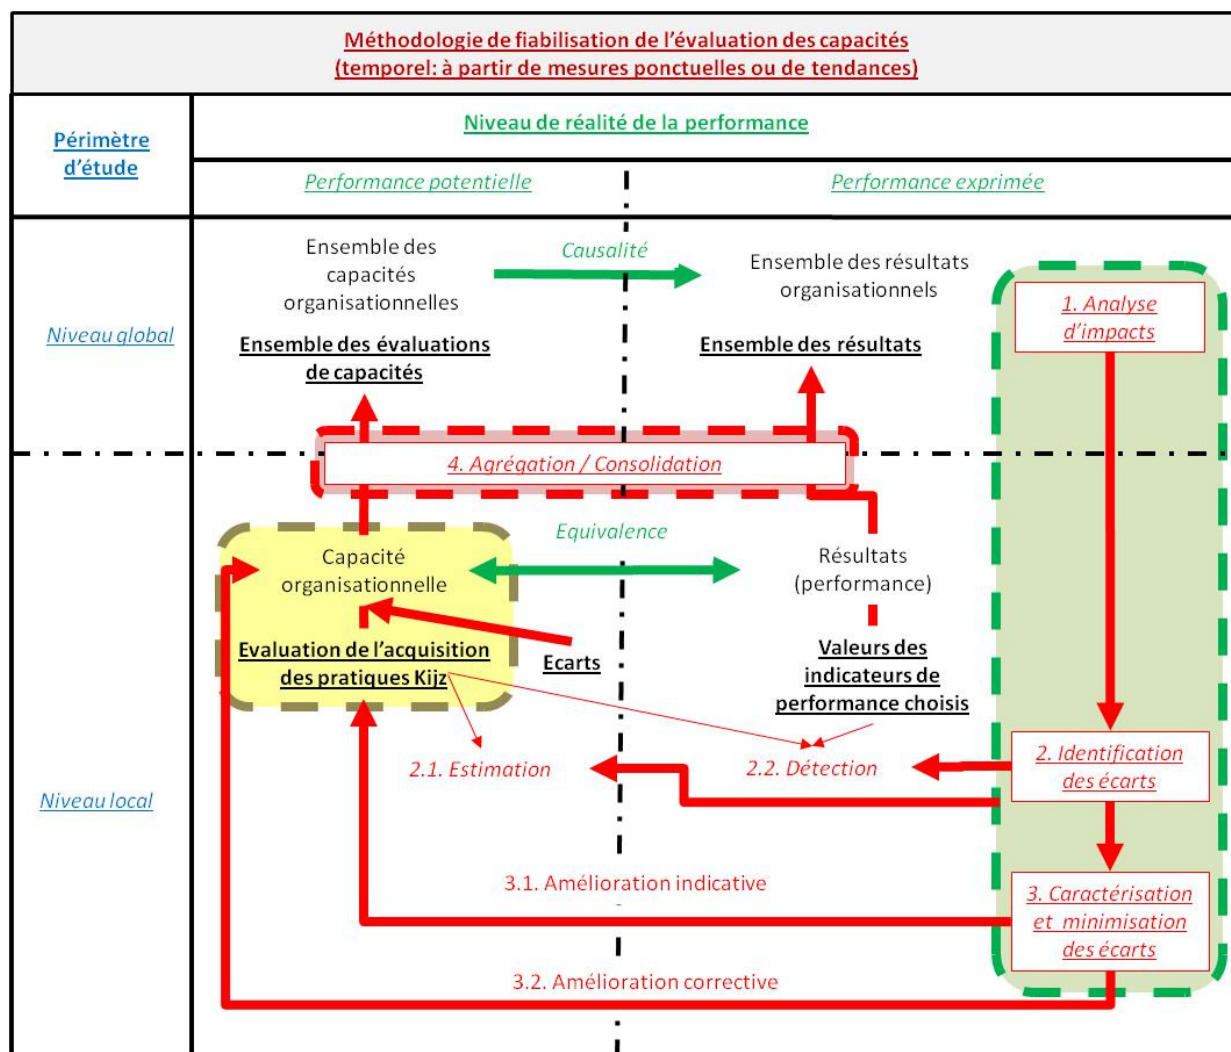 Méthodologie de fiabilisation de l'évaluation des capacités
(temporel: à partir de mesures ponctuelles ou de tendances)
Périmètre
d'étude
Niveau de réalité de la performance
Performance potentielle
Performance exprimée
Niveau global
Ensemble des
capacités
organisationnelles
Causalité
Ensemble des résultats
organisationnels
1. Analyse
d'impacts
Ensemble des évaluations
de capacités
Ensemble des résultats
4. Agrégation / Consolidation
Capacité
organisationnelle
Equivalence
Résultats
(performance)
Evaluation de l'acquisition
des pratiques Kijz
Ecarts
Valeurs des
indicateurs de
performance choisis
Niveau local
2.1. Estimation
2.2. Détection
2. Identification
des écarts
3.1. Amélioration indicative
3. Caractérisation
et minimisation
des écarts
3.2. Amélioration corrective